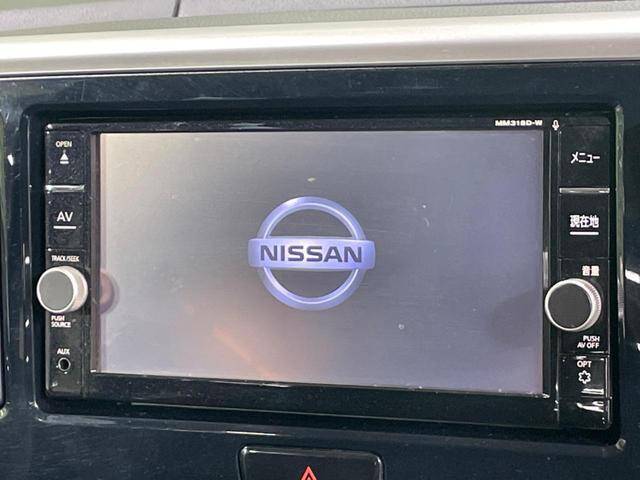 MM318D-W
OPEN
AV
TRACK/SEEK
PUSH
SOURCE
AUX
NISSAN
メニュー
現在地
音量
PUSH
AV OFF
OPT